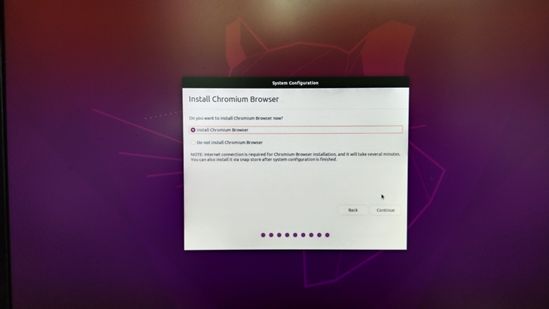 System Configuration
Install Chromium Browser
Do you want to install Chromium Browser now?
Install Chromium Browser
Do not install Chromium Browser
NOTE: Internet connection is required for Chromium Browser installation, and it will take several minutes.
You can also install it via snap store after system configuration is finished.
Back
Continue